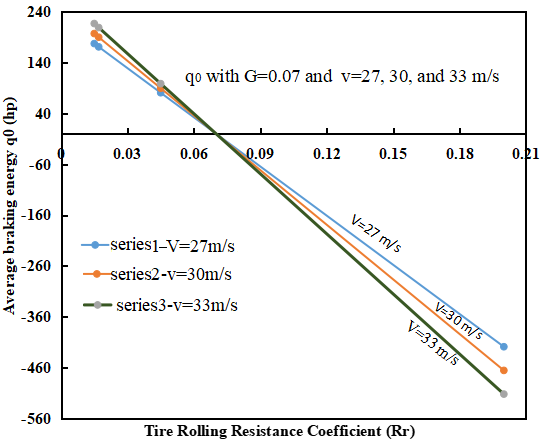 240
140
40
-60
-160
-260
-360
-460
-560
0
0.03
0.06
0.09
0.12
0.15
0.18
0.21
Average braking energy q0 (hp)
q0 with G=0.07 and v=27, 30, and 33 m/s
V=27 m/s
V=30 m/s
V=33 m/s
series1–V=27m/s
series2-v=30m/s
series3-v=33m/s
Tire Rolling Resistance Coefficient (Rr)